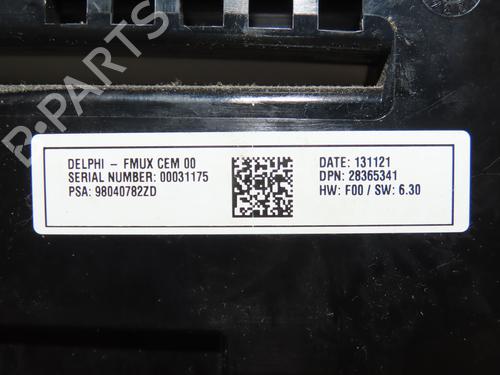 B-PARTS
DELPHI - FMUX CEM 00
SERIAL NUMBER: 00031175
PSA: 98040782ZD
DATE: 131121
DPN: 28365341
HW: F00 / SW: 6.30